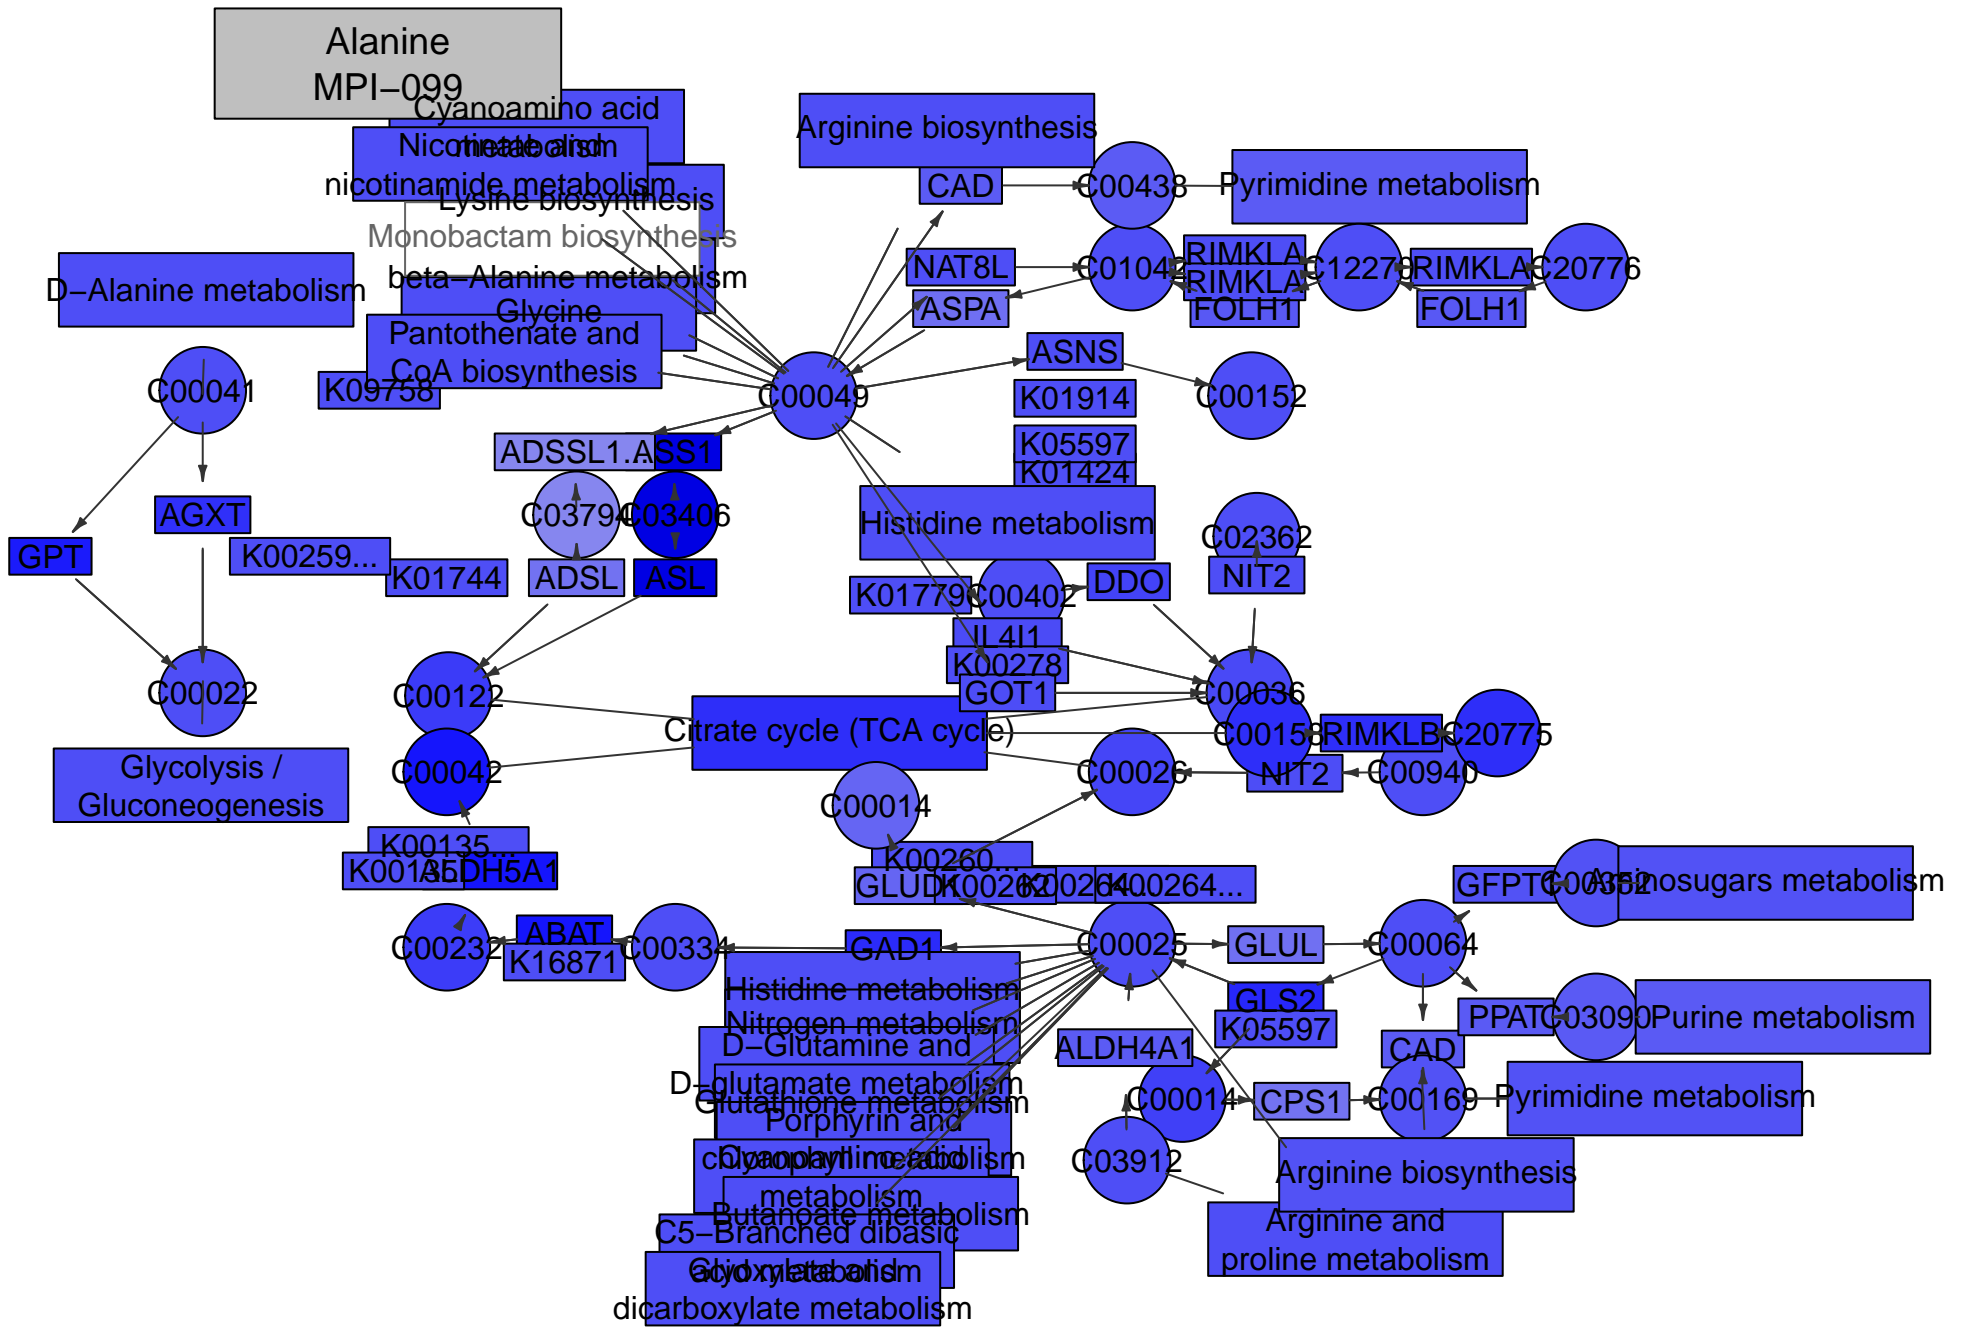 Alanine
MPI-099
Cyanoamino acid
metabolism
Nicotinate and
nicotinamide metabolism
Lysine biosynthesis
Monobactam biosynthesis
beta-Alanine metabolism
Glycine
Pantothenate and
CoA biosynthesis
D-Alanine metabolism
C00041
K09758
AGXT
GPT
K00259...
K01744
C00022
Glycolysis /
Gluconeogenesis
Arginine biosynthesis
CAD
C00438
Pyrimidine metabolism
NAT8L
C01042
RIMKLA
RIMKLA
FOLH1
C12270
RIMKLA
FOLH1
C20776
ASPA
C00049
ASNS
C00152
K01914
K05597
K01424
ADSSL1...
ASS1
C03794
C03406
ADSL
ASL
Histidine metabolism
C02362
NIT2
K01779
C00402
DDO
IL4I1
K00278
GOT1
C00036
C00122
Citrate cycle (TCA cycle)
C00158
RIMKLB
C20775
C00042
C00026
NIT2
C00940
C00014
K00135...
K00135
ALDH5A1
K00260...
GLUD1
K00262
K00264...
K00264...
GFPT1
C00352
Aminosugars metabolism
C00232
ABAT
K16871
C00334
GAD1
C00025
GLUL
C00064
Histidine metabolism
Nitrogen metabolism
D-Glutamine and
D-glutamate metabolism
Glutathione metabolism
Porphyrin and
chlorophyll metabolism
Cyanoamino acid
metabolism
Butanoate metabolism
C5-Branched dibasic
acid metabolism
Glyoxylate and
dicarboxylate metabolism
GLS2
K05597
PPAT
C03090
Purine metabolism
ALDH4A1
CAD
C00014
CPS1
C00169
Pyrimidine metabolism
C03912
Arginine biosynthesis
Arginine and
proline metabolism